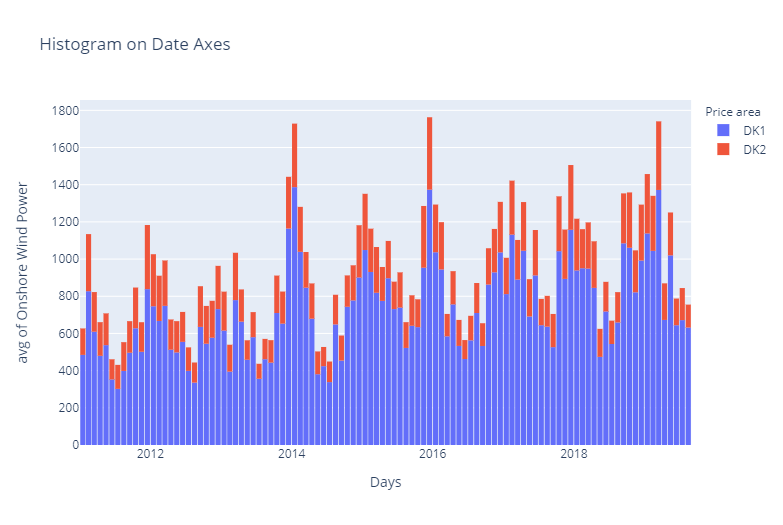 Histogram on Date Axes
Price area
DK1
DK2
avg of Onshore Wind Power
1800
1600
1400
1200
1000
800
600
400
200
0
2012
2014
2016
2018
Days